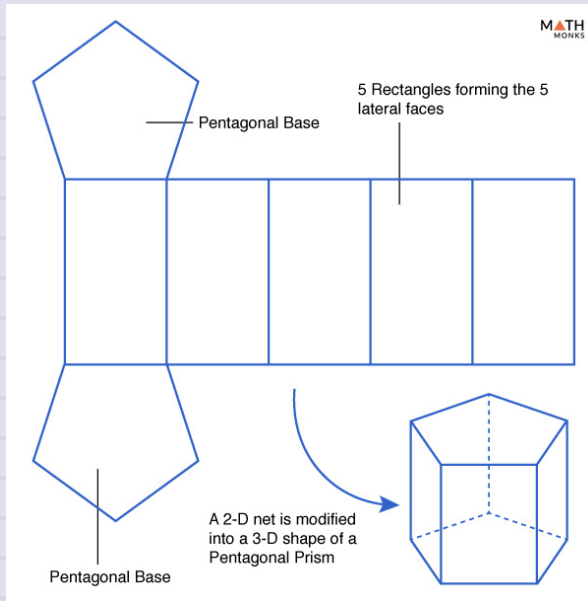 MATH
MONKS
5 Rectangles forming the 5
lateral faces
Pentagonal Base
A 2-D net is modified
into a 3-D shape of a
Pentagonal Prism
Pentagonal Base